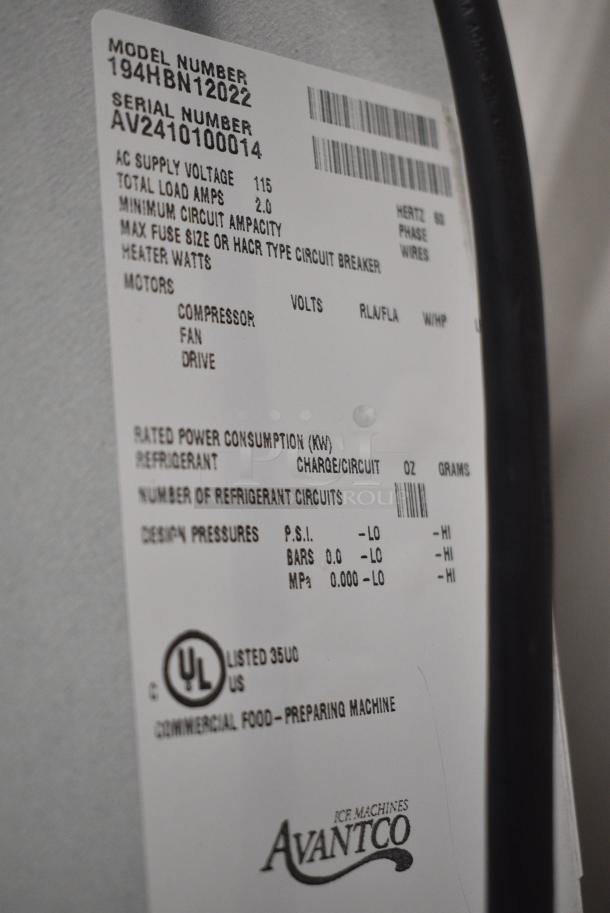 MODEL NUMBER
194HBN12022
SERIAL NUMBER
AV2410100014
AC SUPPLY VOLTAGE 115
TOTAL LOAD AMPS 2.0 HERTZ 60
MINIMUM CIRCUIT AMPACITY PHASE
MAX FUSE SIZE OR HACR TYPE CIRCUIT BREAKER WIRES
HEATER WATTS
MOTORS VOLTS RLA/FLA W/HP
COMPRESSOR
FAN
DRIVE
RATED POWER CONSUMPTION (KW)
REFRIGERANT CHARGE/CIRCUIT OZ GRAMS
NUMBER OF REFRIGERANT CIRCUITS
DESIGN PRESSURES P.S.I. -LO -HI
BARS 0.0 -LO -HI
MPa 0.000 -LO -HI
C UL US LISTED 35U0
COMMERCIAL FOOD-PREPARING MACHINE
ICE MACHINES
AVANTCO
PCI
GROUP